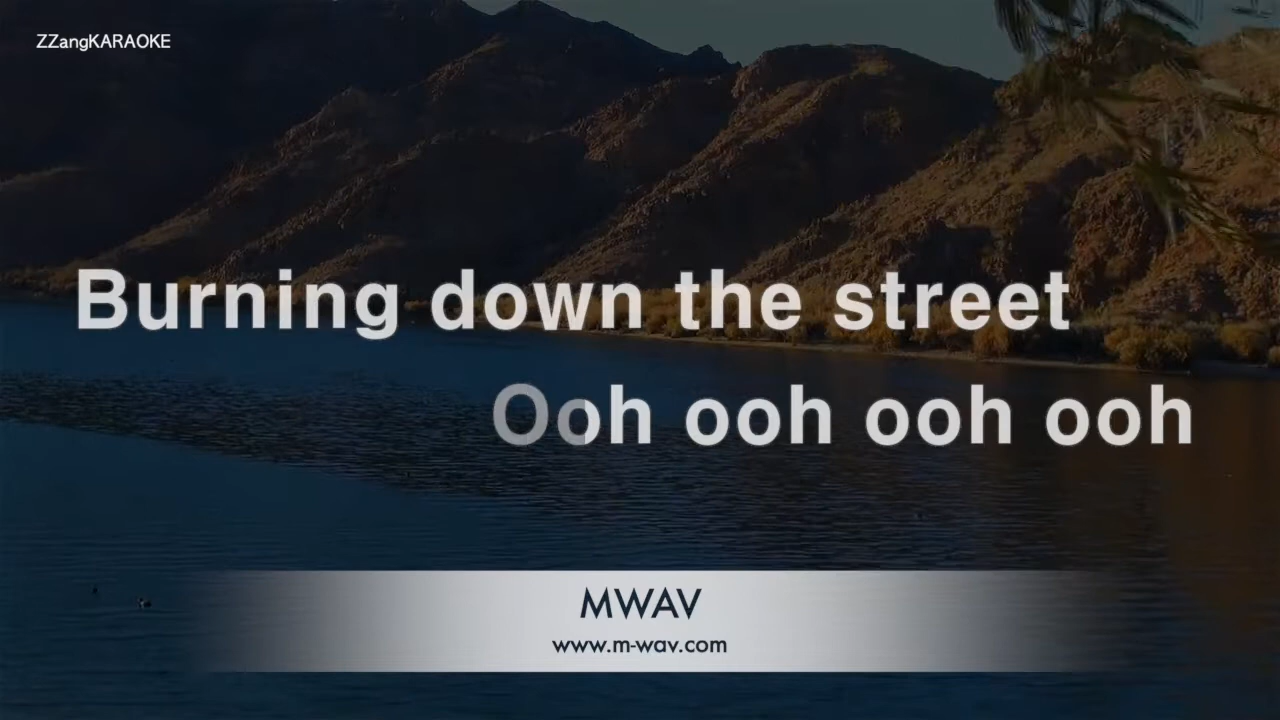 ZZangKARAOKE
Burning down the street
Ooh ooh ooh ooh
MWAV
www.m-wav.com